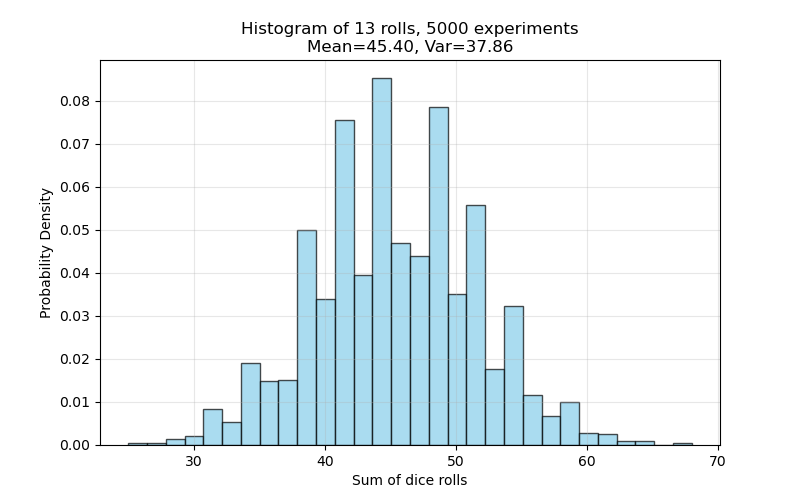 Histogram of 13 rolls, 5000 experiments
Mean=45.40, Var=37.86
Probability Density
0.08
0.07
0.06
0.05
0.04
0.03
0.02
0.01
0.00
30 40 50 60 70
Sum of dice rolls